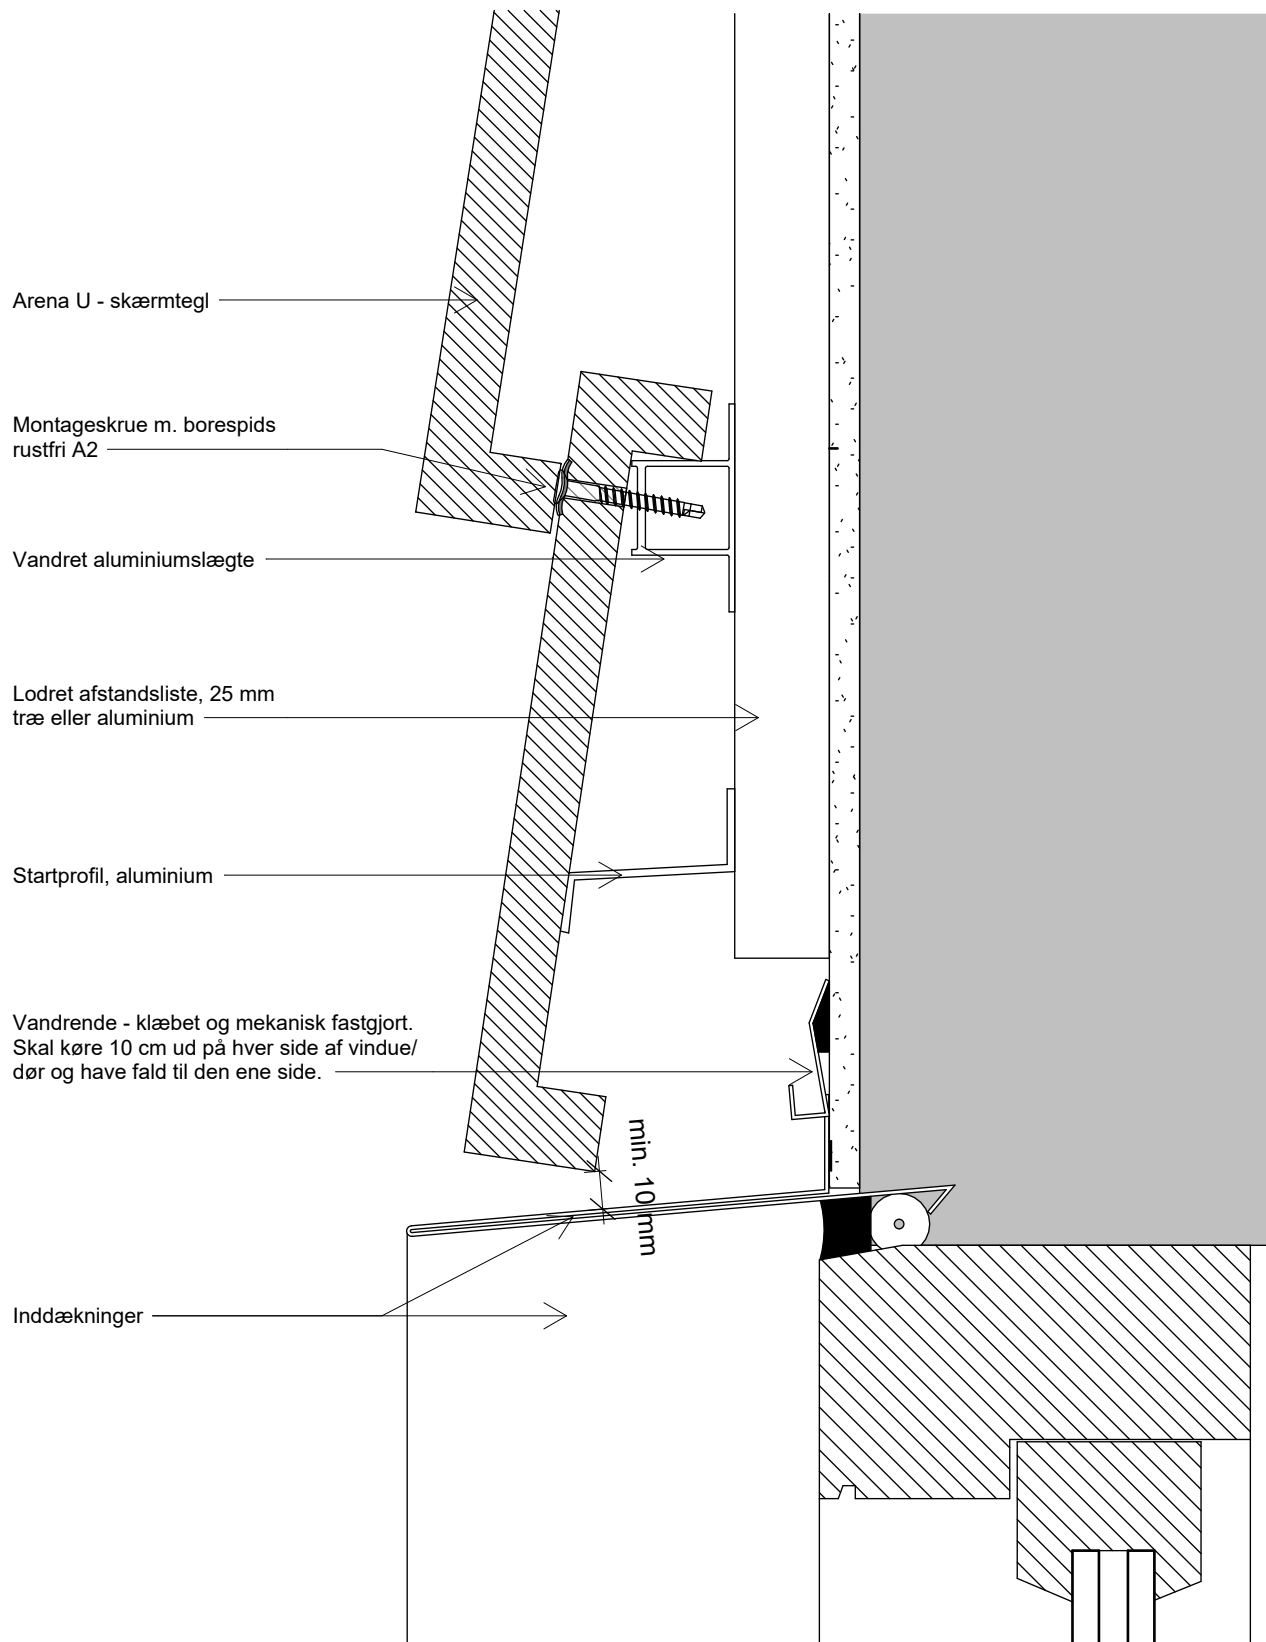 Arena U - skærmtegl
Montageskrue m. borespids
rustfri A2
Vandret aluminiumslægte
Lodret afstandsliste, 25 mm
træ eller aluminium
Startprofil, aluminium
Vandrende - klæbet og mekanisk fastgjort.
Skal køre 10 cm ud på hver side af vindue/
dør og have fald til den ene side.
min. 10 mm
Inddækninger